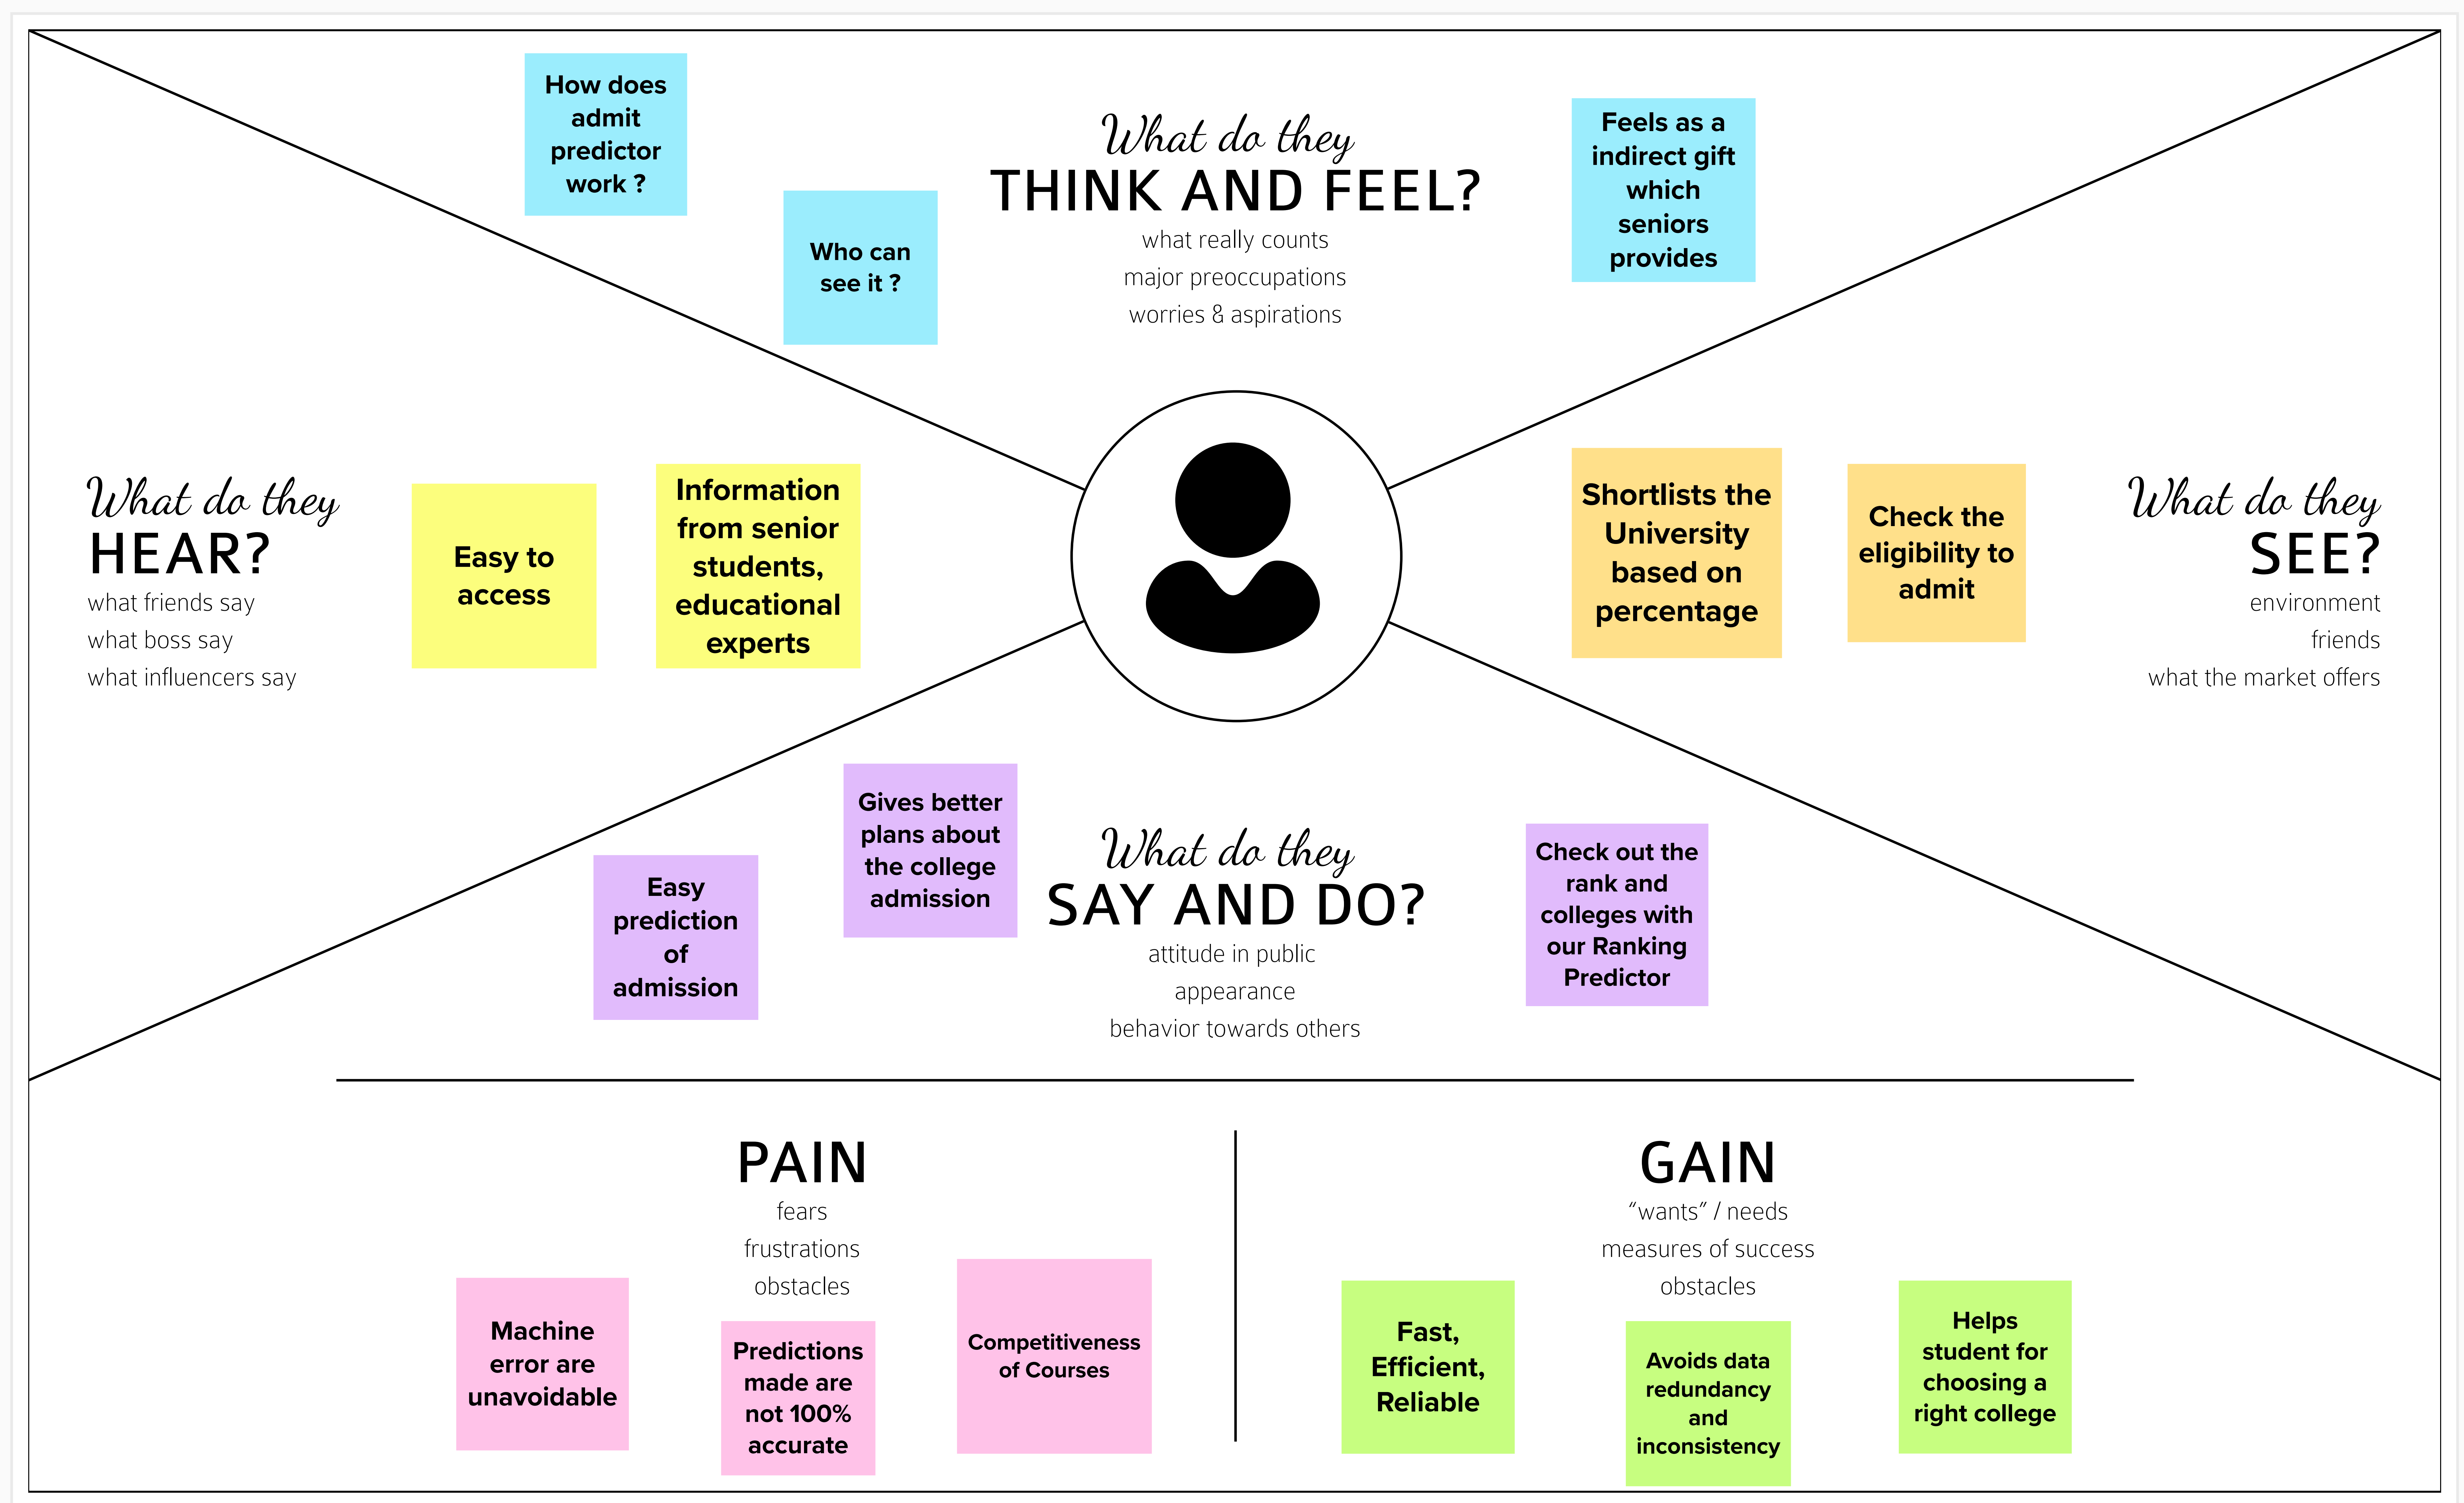 How does
admit
predictor
work ?
Who can
see it ?
What do they
THINK AND FEEL?
what really counts
major preoccupations
worries & aspirations
Feels as a
indirect gift
which
seniors
provides
What do they
HEAR?
what friends say
what boss say
what influencers say
Easy to
access
Information
from senior
students,
educational
experts
Shortlists the
University
based on
percentage
Check the
eligibility to
admit
What do they
SEE?
environment
friends
what the market offers
Easy
prediction
of
admission
Gives better
plans about
the college
admission
What do they
SAY AND DO?
attitude in public
appearance
behavior towards others
Check out the
rank and
colleges with
our Ranking
Predictor
PAIN
fears
frustrations
obstacles
Machine
error are
unavoidable
Predictions
made are
not 100%
accurate
Competitiveness
of Courses
GAIN
“wants” / needs
measures of success
obstacles
Fast,
Efficient,
Reliable
Avoids data
redundancy
and
inconsistency
Helps
student for
choosing a
right college